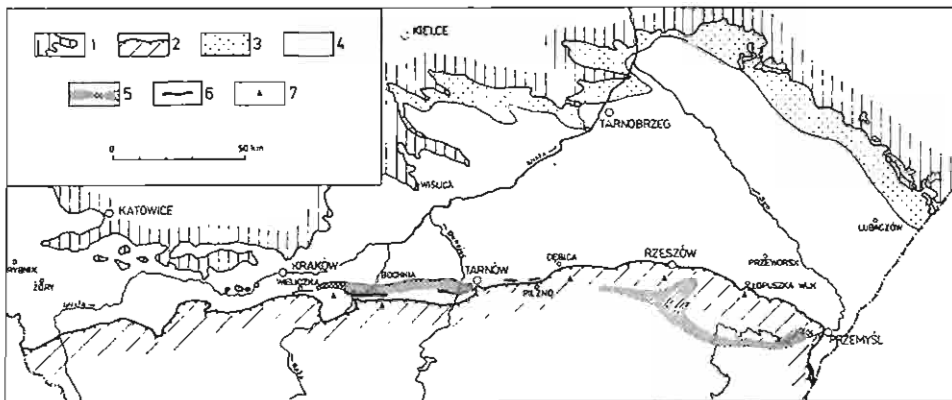 KIELCE
1 2 3 4
5 6 7
0 50 km
TARNOBRZEG
WIŚLICA
KATOWICE
LUBACZÓW
RYBNIK
ŻORY
KRAKÓW
WIELICZKA
BOCHNIA
TARNÓW
DĘBICA
PILZNO
RZESZÓW
PRZEWORSK
ŁOPUSZKA WLK
PRZEMYŚL